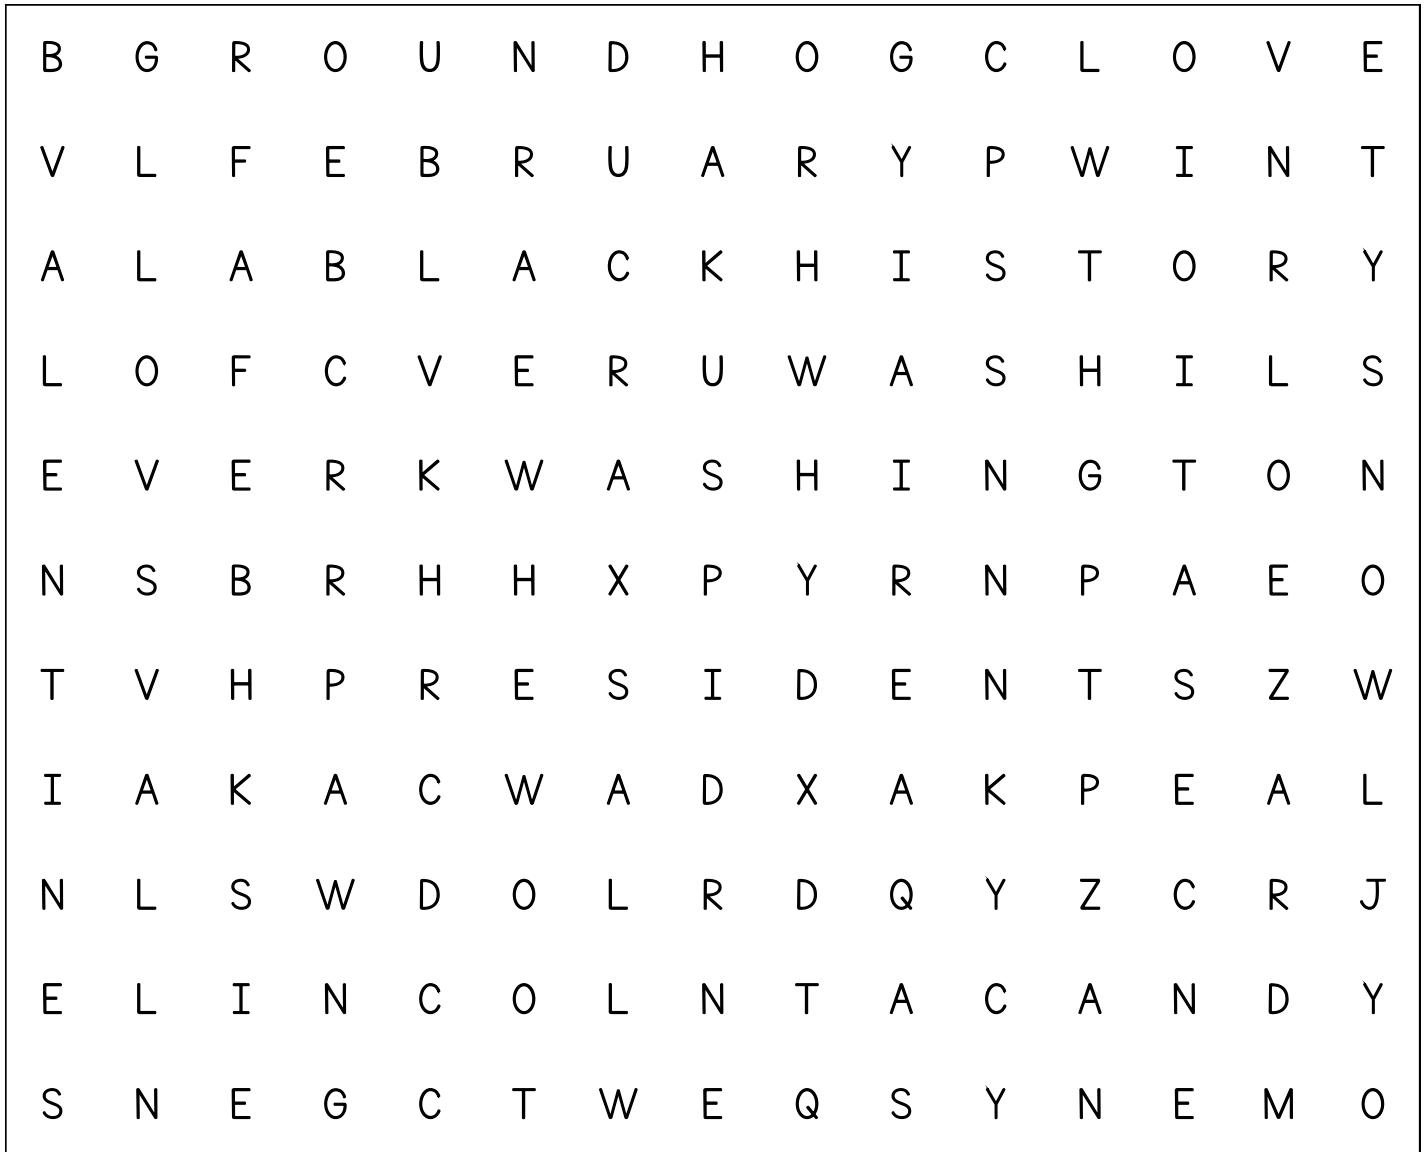 B G R O U N D H O G C L O V E
V L F E B R U A R Y P W I N T
A L A B L A C K H I S T O R Y
L O F C V E R U W A S H I L S
E V E R K W A S H I N G T O N
N S B R H H X P Y R N P A E O
T V H P R E S I D E N T S Z W
I A K A C W A D X A K P E A L
N L S W D O L R D Q Y Z C R J
E L I N C O L N T A C A N D Y
S N E G C T W E Q S Y N E M O